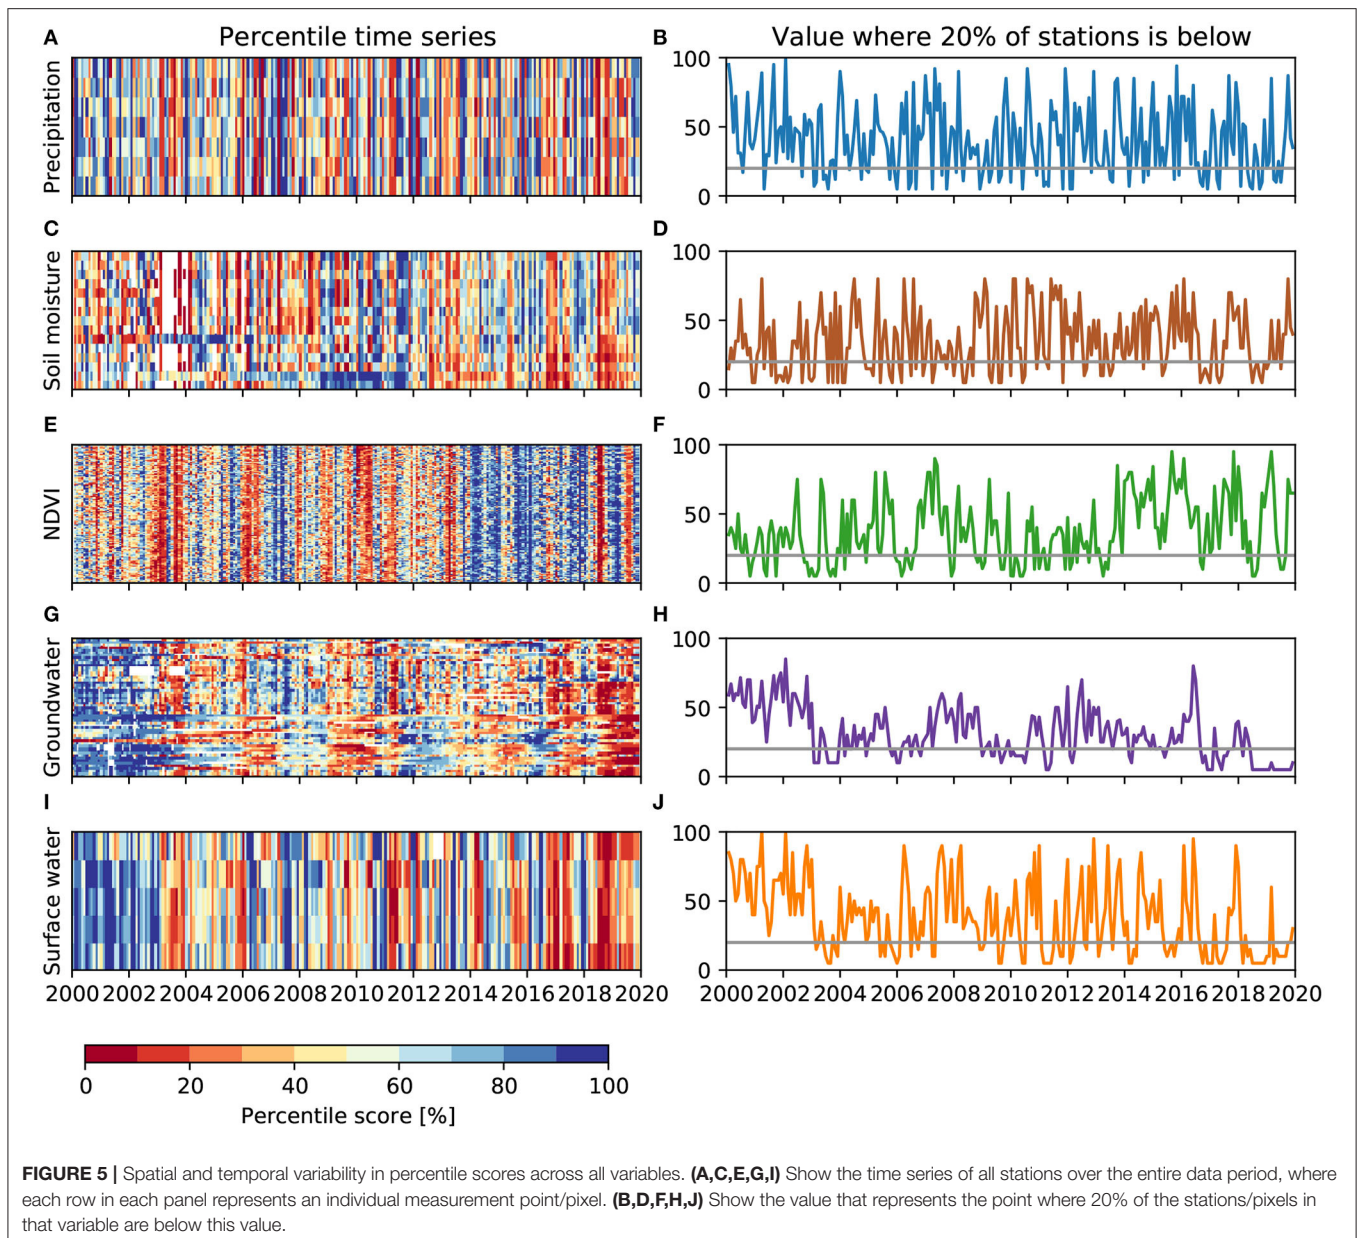 A Percentile time series B Value where 20% of stations is below
Precipitation
100
50
0
C D
Soil moisture
100
50
0
E F
NDVI
100
50
0
G H
Groundwater
100
50
0
I J
Surface water
100
50
0
2000 2002 2004 2006 2008 2010 2012 2014 2016 2018 2020
2000 2002 2004 2006 2008 2010 2012 2014 2016 2018 2020
0 20 40 60 80 100
Percentile score [%]
FIGURE 5 | Spatial and temporal variability in percentile scores across all variables. (A,C,E,G,I) Show the time series of all stations over the entire data period, where
each row in each panel represents an individual measurement point/pixel. (B,D,F,H,J) Show the value that represents the point where 20% of the stations/pixels in
that variable are below this value.